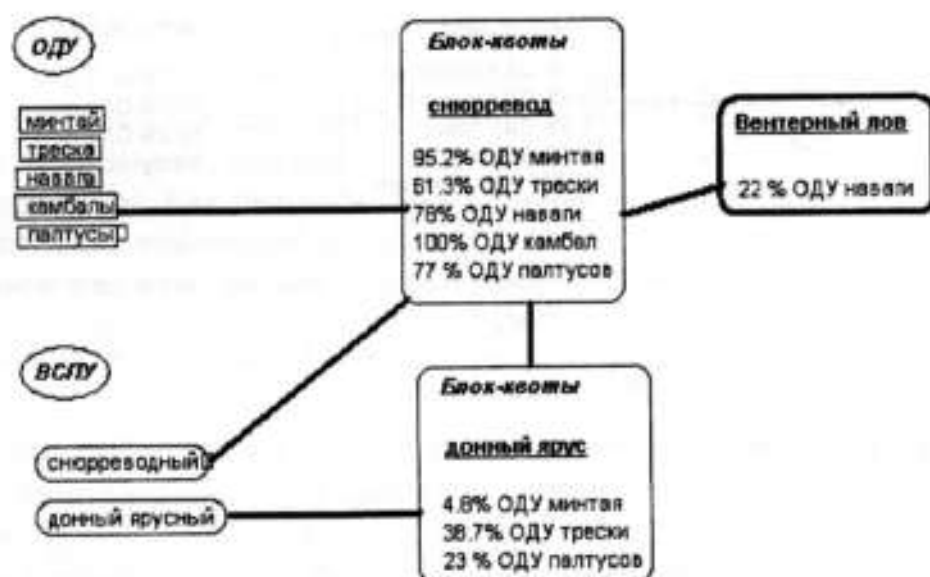 ОДУ
минтай
треска
навага
камбалы
палтусы
Блок-квоты
снюрревод
95.2% ОДУ минтая
61.3% ОДУ трески
78% ОДУ наваги
100% ОДУ камбал
77 % ОДУ палтусов
Вентерный лов
22 % ОДУ наваги
ВСЛУ
снюрреводный
донный ярусный
Блок-квоты
донный ярус
4.8% ОДУ минтая
38.7% ОДУ трески
23 % ОДУ палтусов